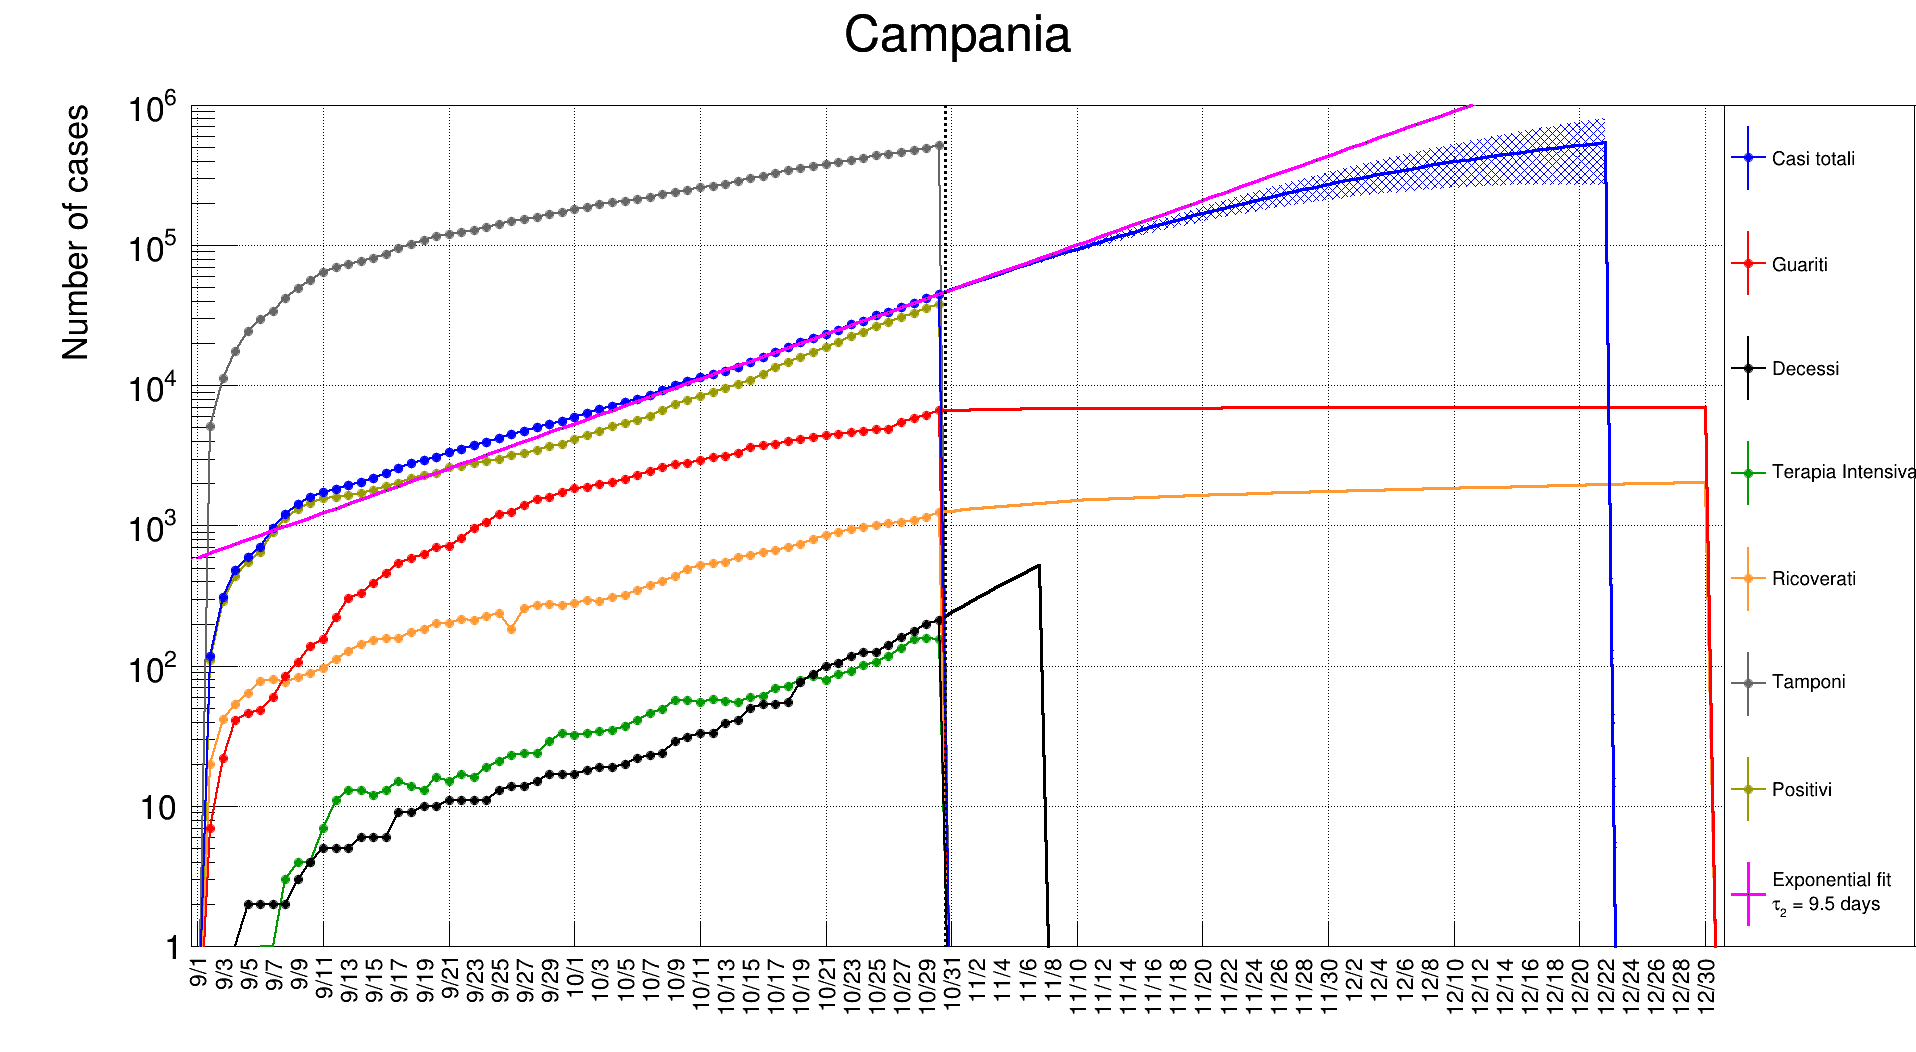 Campania
Number of cases
10^6
10^5
10^4
10^3
10^2
10
1
9/1 9/3 9/5 9/7 9/9 9/11 9/13 9/15 9/17 9/19 9/21 9/23 9/25 9/27 9/29 10/1 10/3 10/5 10/7 10/9 10/11 10/13 10/15 10/17 10/19 10/21 10/23 10/25 10/27 10/29 10/31 11/2 11/4 11/6 11/8 11/10 11/12 11/14 11/16 11/18 11/20 11/22 11/24 11/26 11/28 11/30 12/2 12/4 12/6 12/8 12/10 12/12 12/14 12/16 12/18 12/20 12/22 12/24 12/26 12/28 12/30
Casi totali
Guariti
Decessi
Terapia Intensiva
Ricoverati
Tamponi
Positivi
Exponential fit
τ₂ = 9.5 days